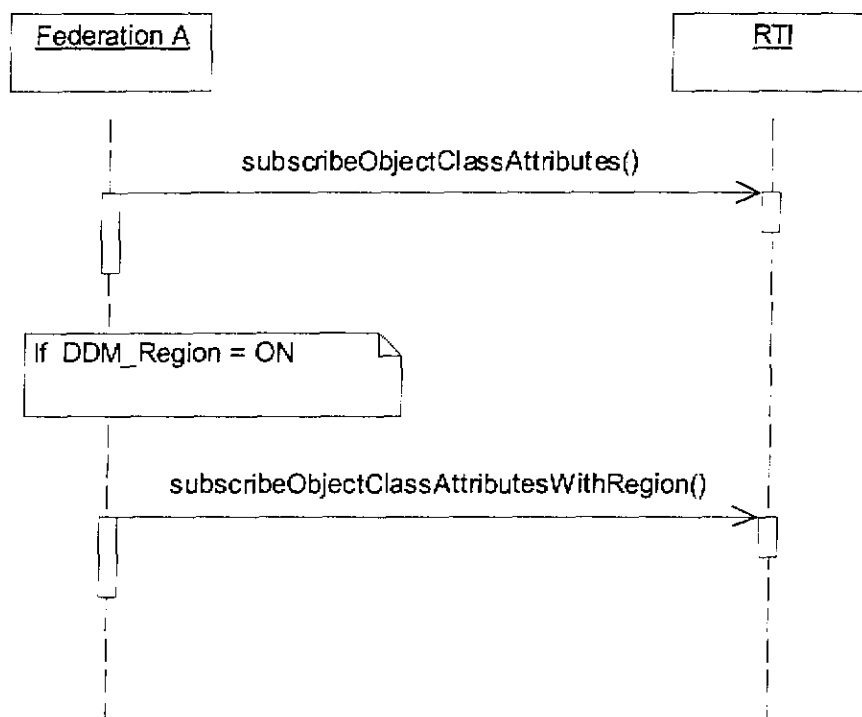 Federation A
RTI
subscribeObjectClassAttributes()
If DDM_Region = ON
subscribeObjectClassAttributesWithRegion()